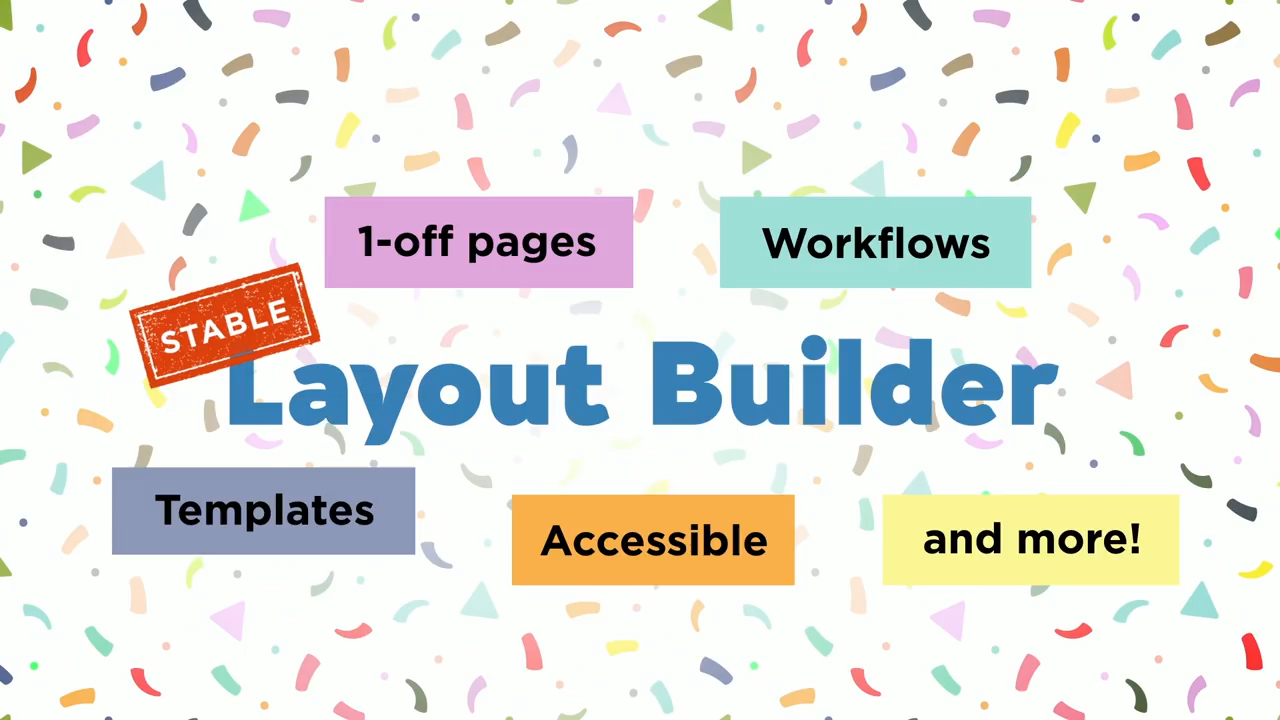 1-off pages
Workflows
STABLE
Layout Builder
Templates
Accessible
and more!